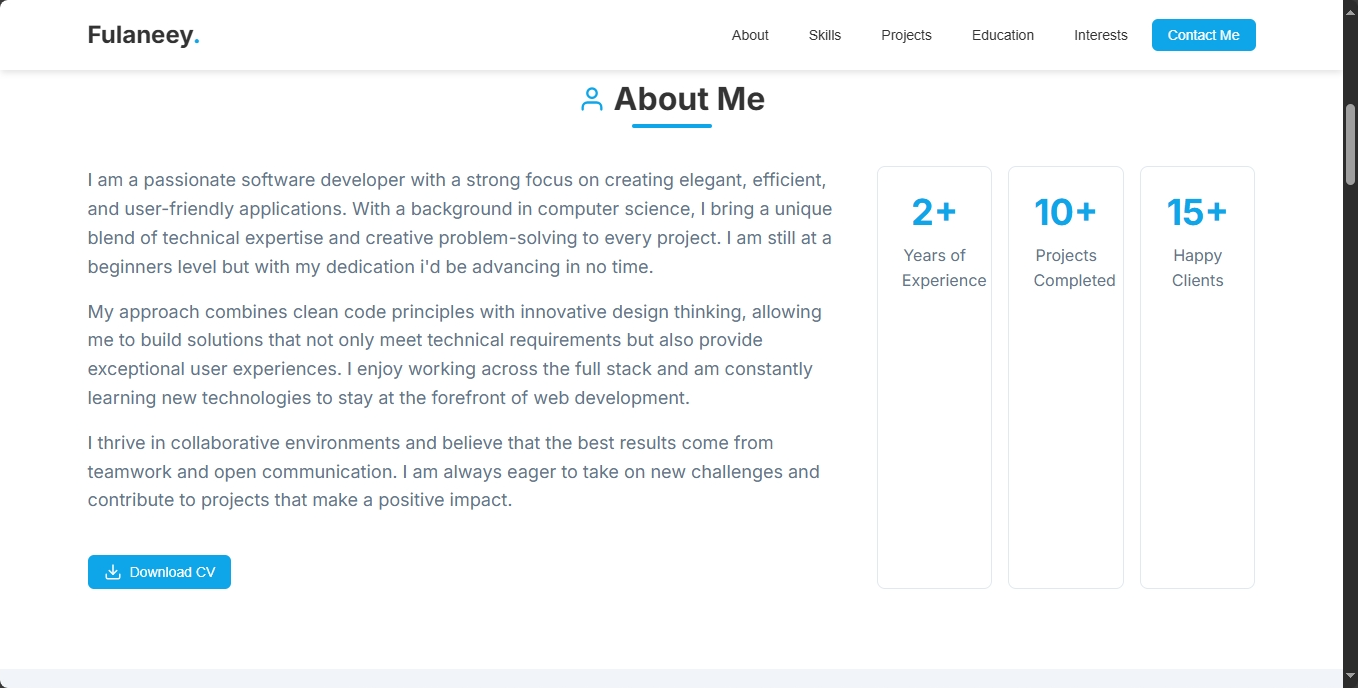 Fulaneey.
About
Skills
Projects
Education
Interests
Contact Me
About Me
I am a passionate software developer with a strong focus on creating elegant, efficient,
and user-friendly applications. With a background in computer science, I bring a unique
blend of technical expertise and creative problem-solving to every project. I am still at a
beginners level but with my dedication i'd be advancing in no time.
My approach combines clean code principles with innovative design thinking, allowing
me to build solutions that not only meet technical requirements but also provide
exceptional user experiences. I enjoy working across the full stack and am constantly
learning new technologies to stay at the forefront of web development.
I thrive in collaborative environments and believe that the best results come from
teamwork and open communication. I am always eager to take on new challenges and
contribute to projects that make a positive impact.
Download CV
2+
Years of
Experience
10+
Projects
Completed
15+
Happy
Clients